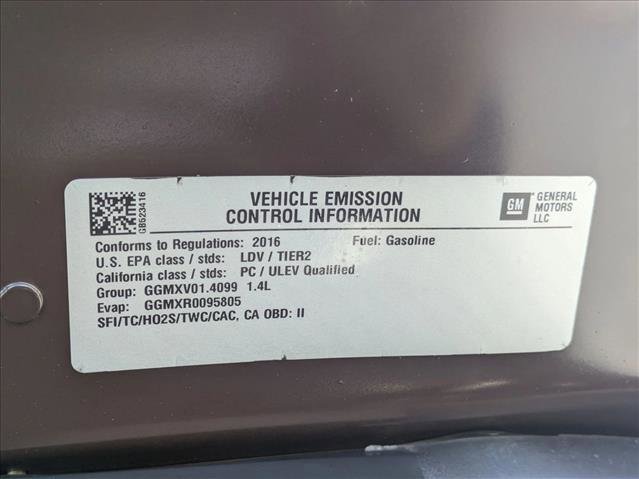 GB523416
VEHICLE EMISSION
CONTROL INFORMATION
GM
GENERAL
MOTORS
LLC
Conforms to Regulations: 2016 Fuel: Gasoline
U.S. EPA class / stds: LDV / TIER2
California class / stds: PC / ULEV Qualified
Group: GGMXV01.4099 1.4L
Evap: GGMXR0095805
SFI/TC/HO2S/TWC/CAC, CA OBD: II